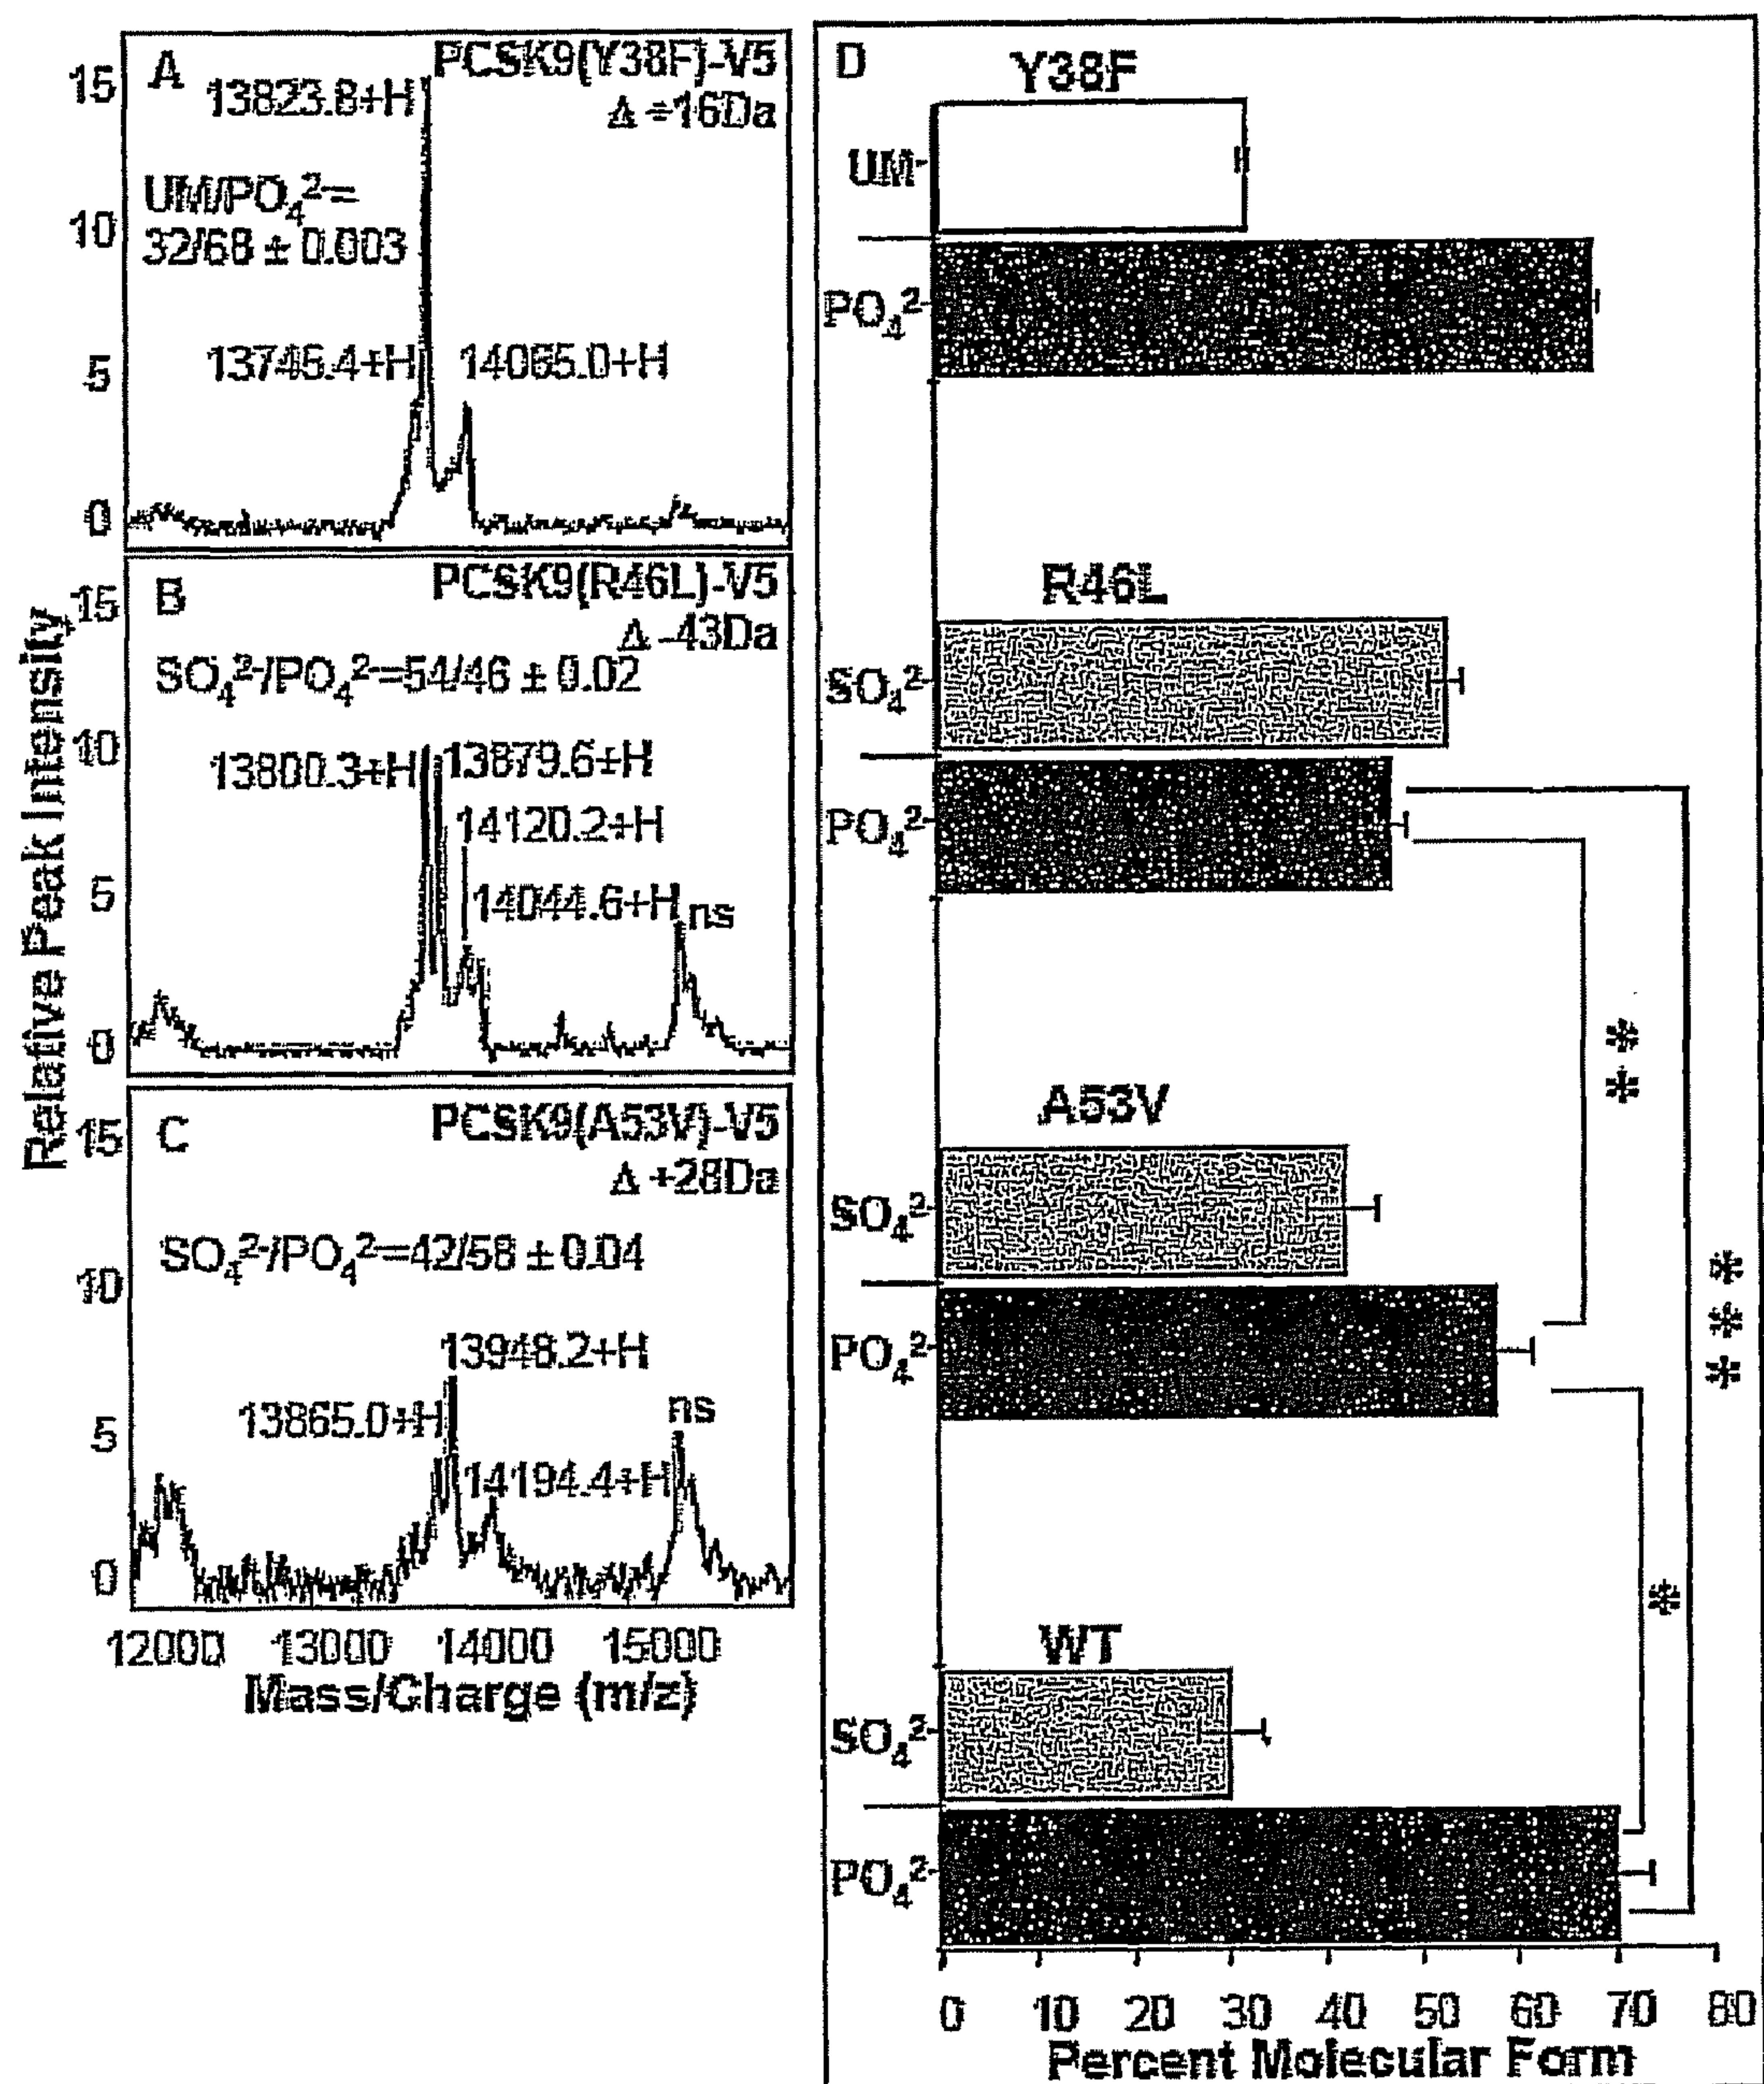 A
PCSK9(Y38F)-V5
Δ =16Da
13823.8+H
UM/PO₄²⁻=
32/68 ± 0.003
13746.4+H
14065.0+H
15
10
5
0
B
PCSK9(R46L)-V5
Δ -43Da
SO₄²⁻/PO₄²⁻=54/46 ± 0.02
13800.3+H
13879.6+H
14120.2+H
14044.6+H
ns
15
10
5
0
C
PCSK9(A53V)-V5
Δ +28Da
SO₄²⁻/PO₄²⁻=42/58 ± 0.04
13948.2+H
13865.0+H
14194.4+H
ns
15
10
5
0
Relative Peak Intensity
12000 13000 14000 15000
Mass/Charge (m/z)
D
Y38F
UM
PO₄²⁻
R46L
SO₄²⁻
PO₄²⁻
A53V
SO₄²⁻
PO₄²⁻
WT
SO₄²⁻
PO₄²⁻
**
***
*
0 10 20 30 40 50 60 70 80
Percent Molecular Form